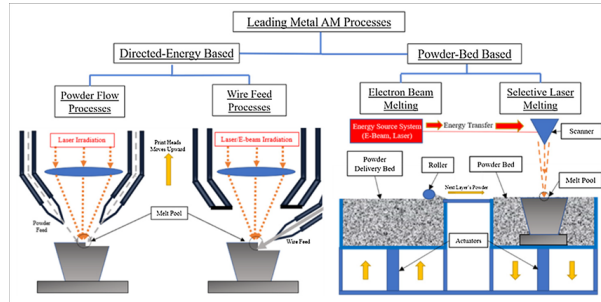 Leading Metal AM Processes
Directed-Energy Based
Powder-Bed Based
Powder Flow
Processes
Wire Feed
Processes
Electron Beam
Melting
Selective Laser
Melting
Laser Irradiation
Print Heads
Moves Upward
Laser/E-beam Irradiation
Energy Source System
(E-Beam, Laser)
Energy Transfer
Scanner
Powder
Delivery Bed
Roller
Powder Bed
Next Layer's Powder
Melt Pool
Powder
Feed
Melt Pool
Wire Feed
Actuators